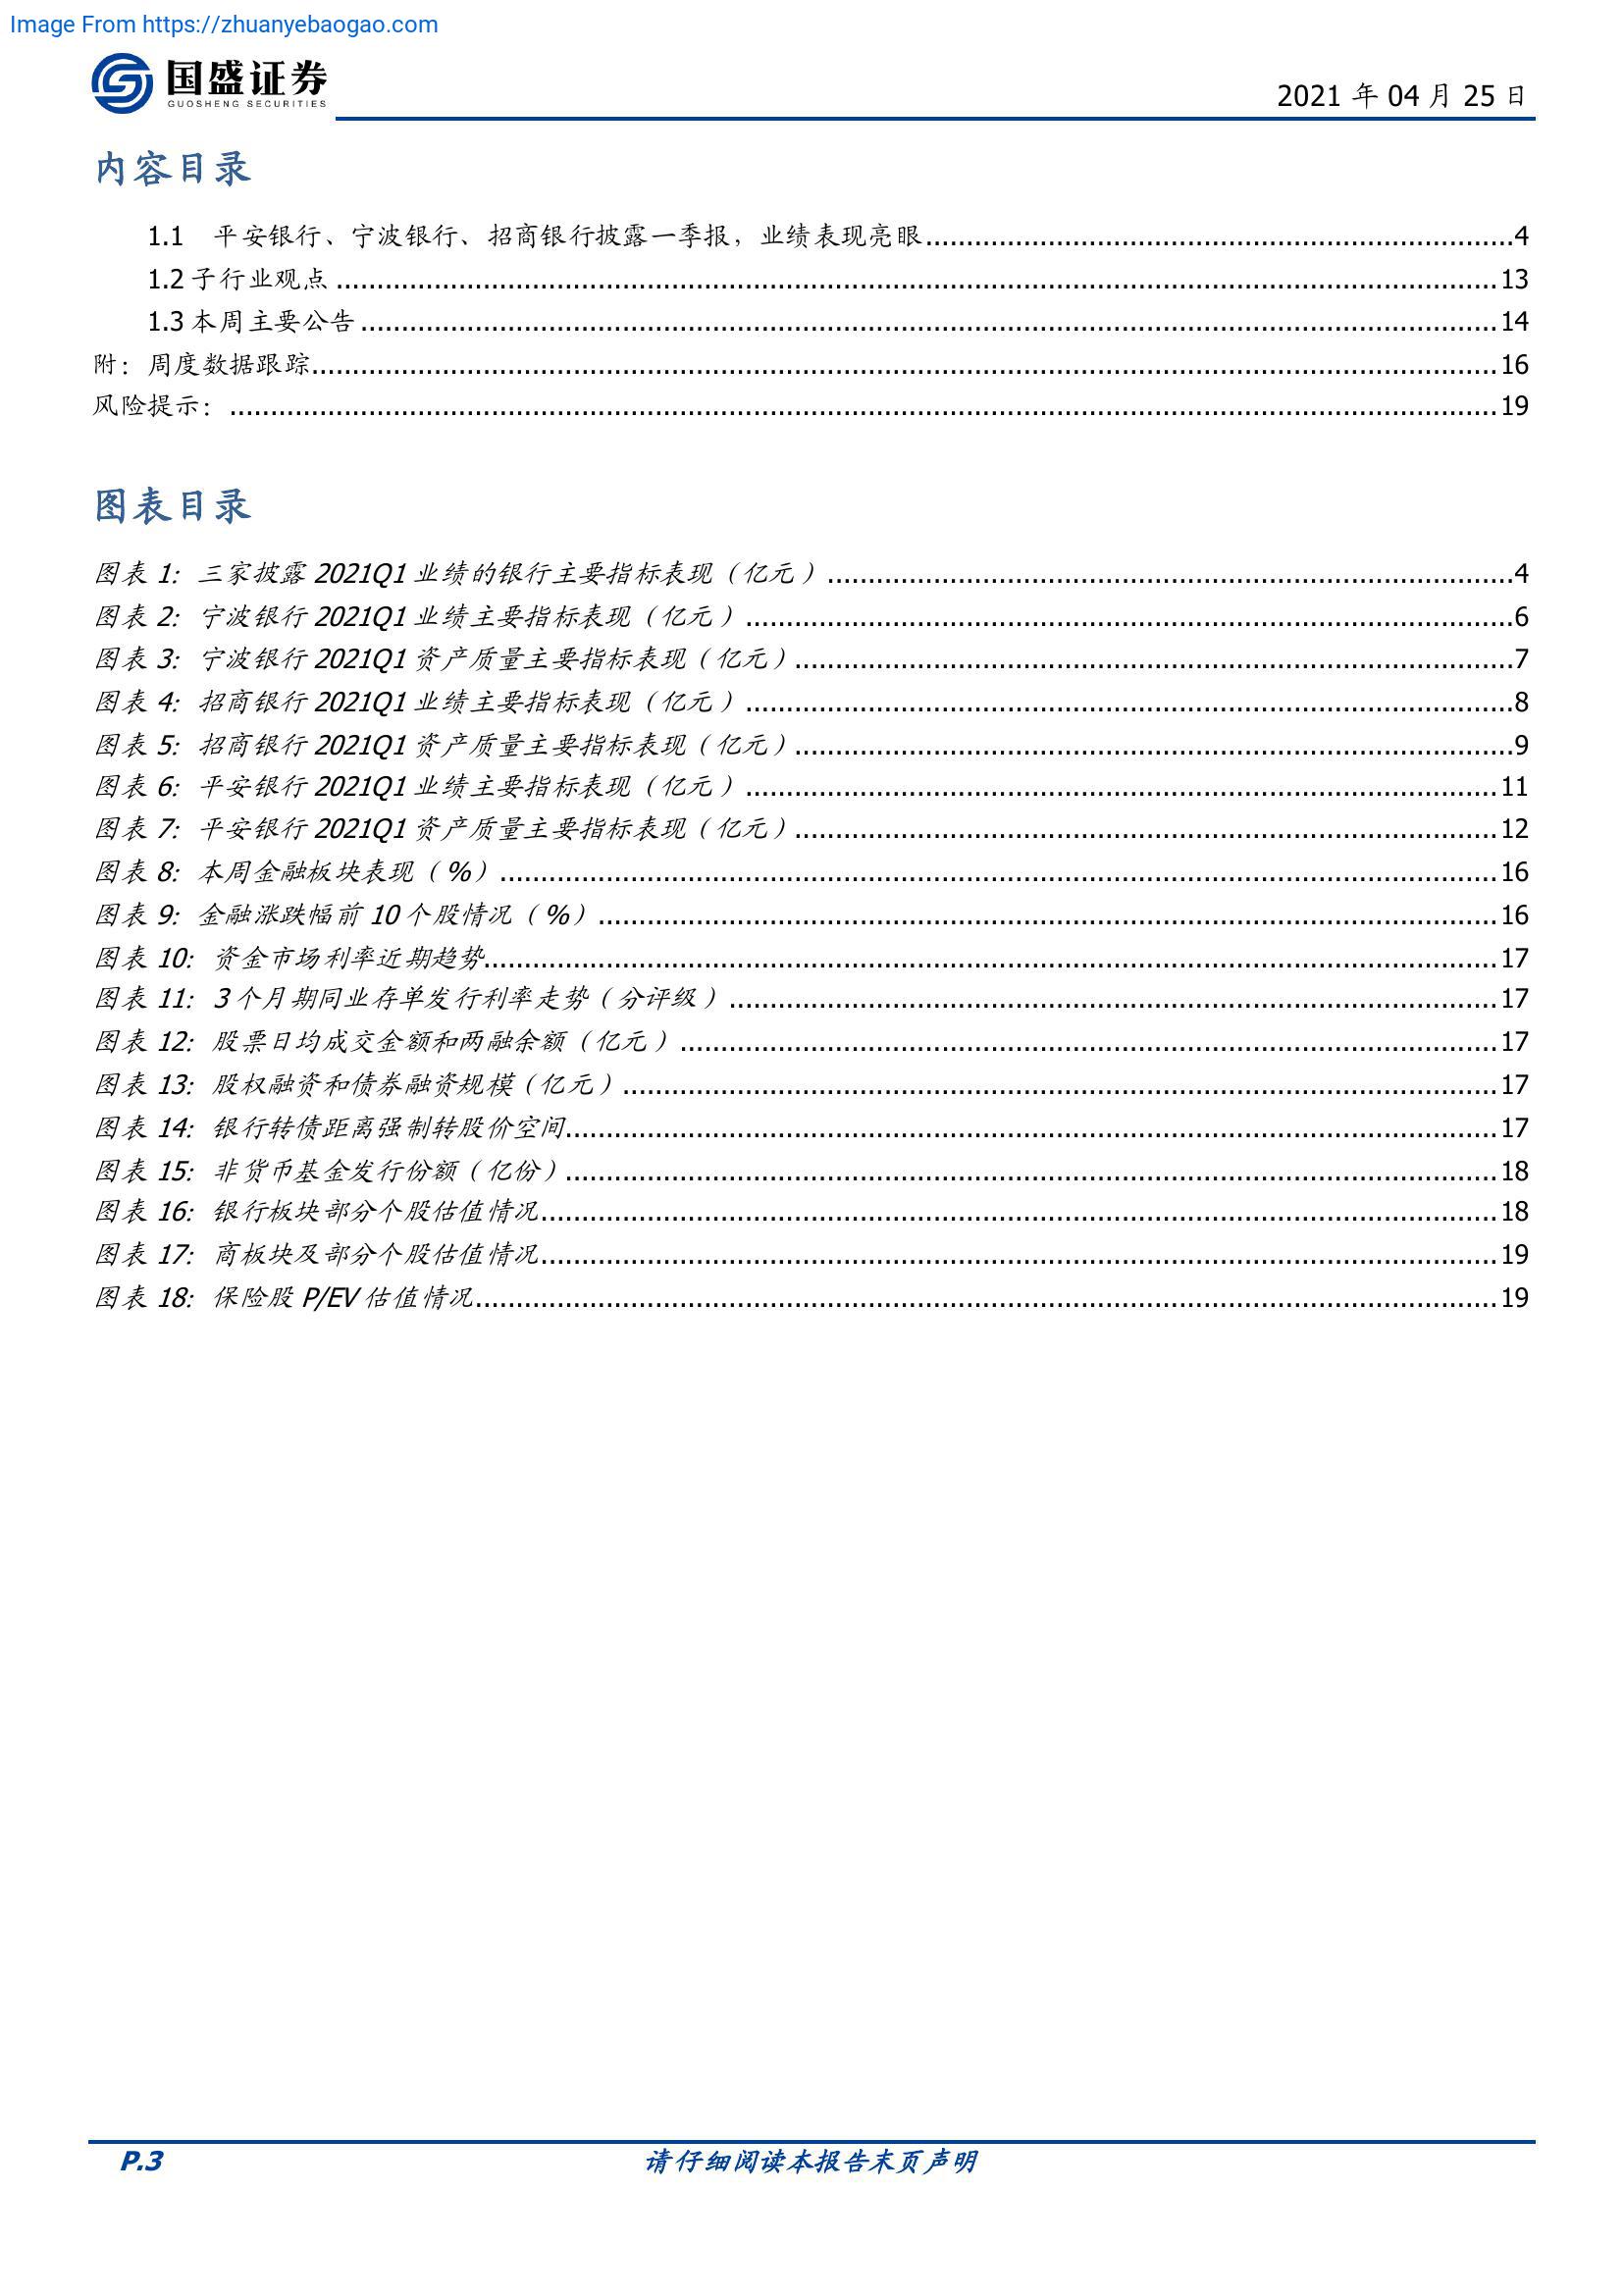 Image From https://zhuanyebaogao.com
国盛证券
GUOSHENG SECURITIES
2021 年 04 月 25 日
内容目录
1.1 平安银行、宁波银行、招商银行披露一季报，业绩表现亮眼 4
1.2 子行业观点 13
1.3 本周主要公告 14
附：周度数据跟踪 16
风险提示： 19
图表目录
图表 1: 三家披露 2021Q1 业绩的银行主要指标表现（亿元） 4
图表 2: 宁波银行 2021Q1 业绩主要指标表现（亿元） 6
图表 3: 宁波银行 2021Q1 资产质量主要指标表现（亿元） 7
图表 4: 招商银行 2021Q1 业绩主要指标表现（亿元） 8
图表 5: 招商银行 2021Q1 资产质量主要指标表现（亿元） 9
图表 6: 平安银行 2021Q1 业绩主要指标表现（亿元） 11
图表 7: 平安银行 2021Q1 资产质量主要指标表现（亿元） 12
图表 8: 本周金融板块表现（%） 16
图表 9: 金融涨跌幅前 10 个股情况（%） 16
图表 10: 资金市场利率近期趋势 17
图表 11: 3 个月期同业存单发行利率走势（分评级） 17
图表 12: 股票日均成交金额和两融余额（亿元） 17
图表 13: 股权融资和债券融资规模（亿元） 17
图表 14: 银行转债距离强制转股价空间 17
图表 15: 非货币基金发行份额（亿份） 18
图表 16: 银行板块部分个股估值情况 18
图表 17: 商板块及部分个股估值情况 19
图表 18: 保险股 P/EV 估值情况 19
P.3
请仔细阅读本报告末页声明